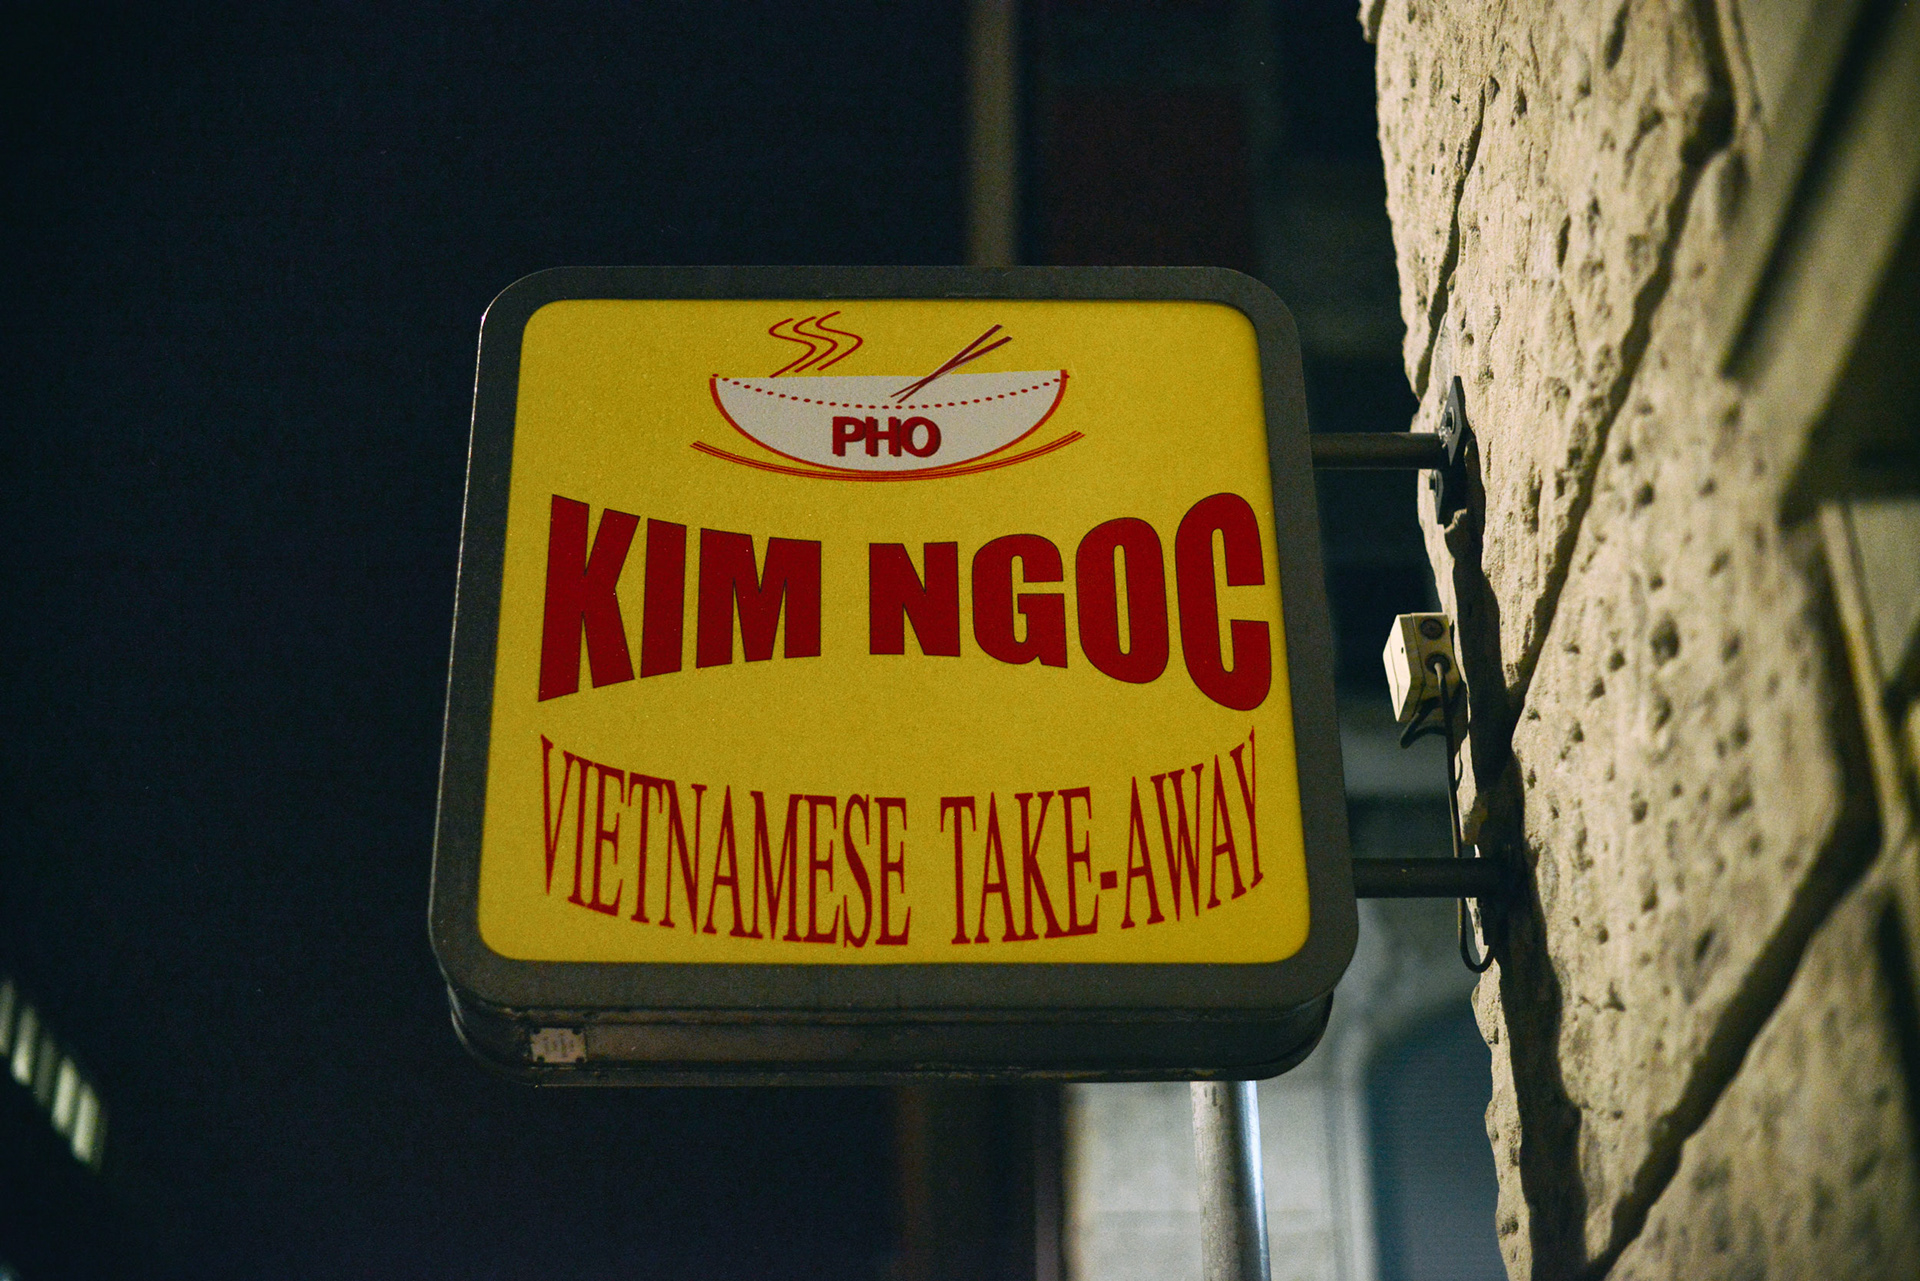 PHO
KIM NGOC
VIETNAMESE TAKE-AWAY